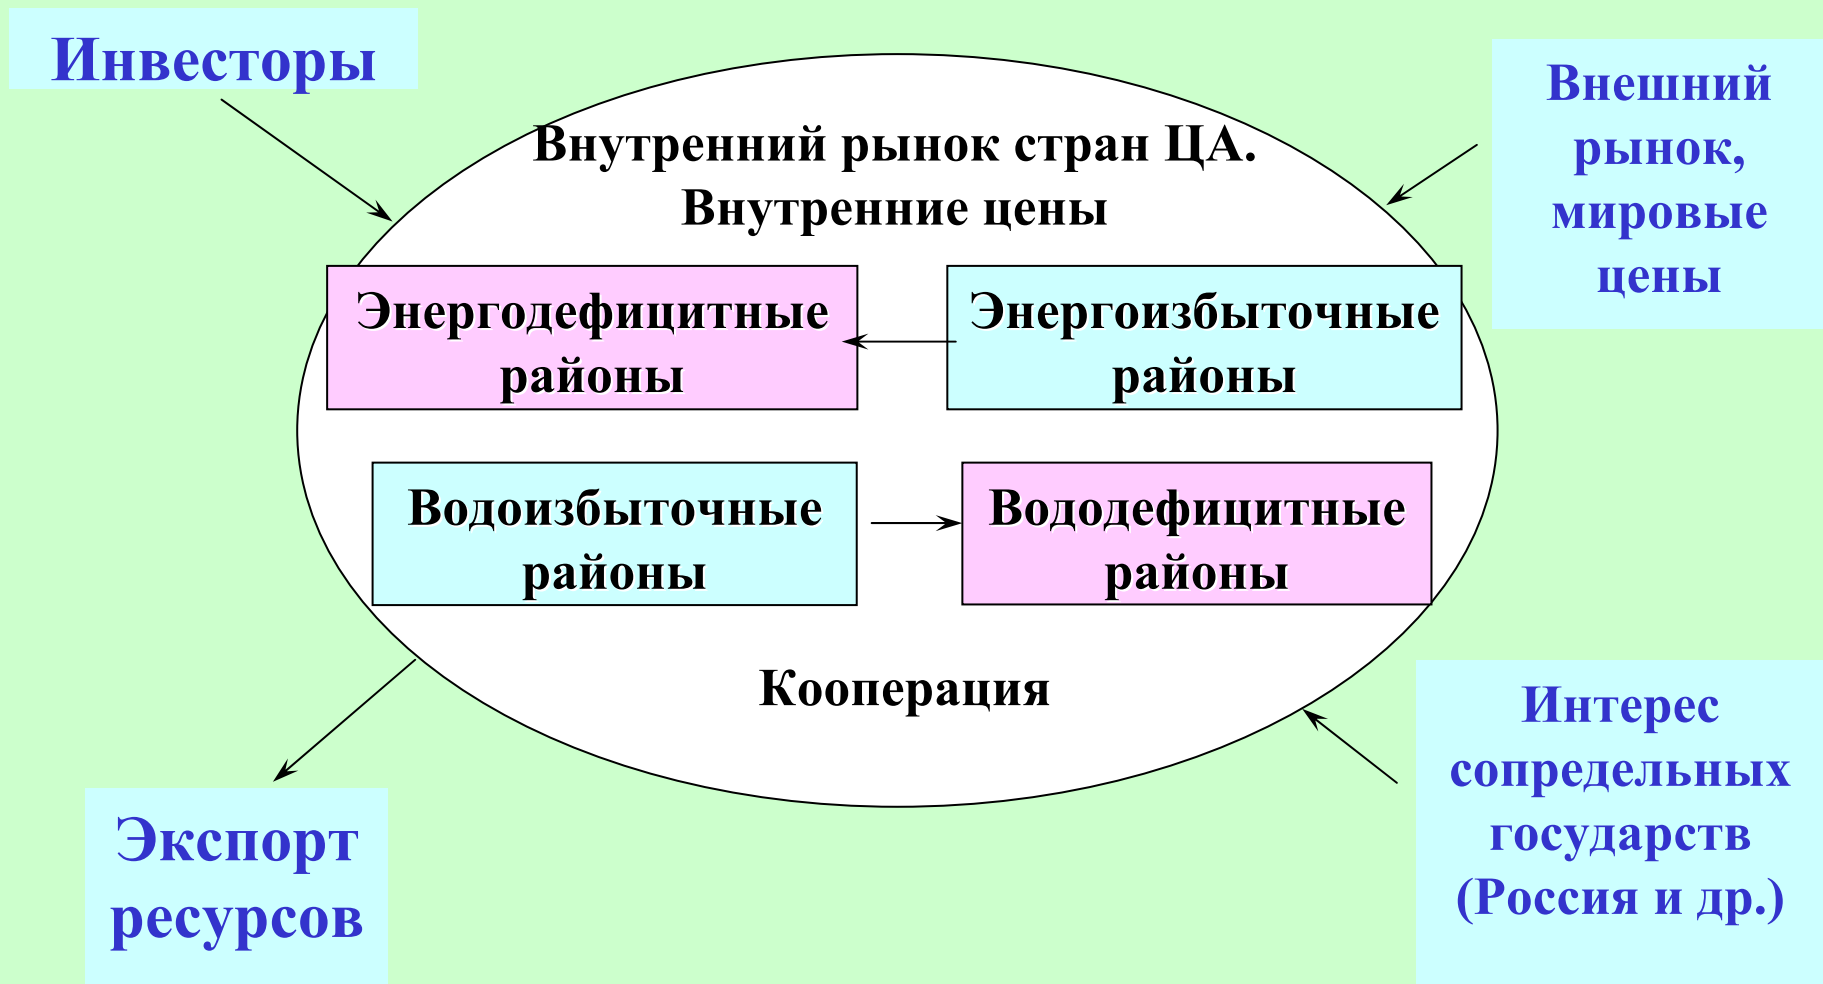 Инвесторы
Внешний
рынок,
мировые
цены
Внутренний рынок стран ЦА.
Внутренние цены
Энергодефицитные
районы
Энергоизбыточные
районы
Водоизбыточные
районы
Вододефицитные
районы
Кооперация
Экспорт
ресурсов
Интерес
сопредельных
государств
(Россия и др.)